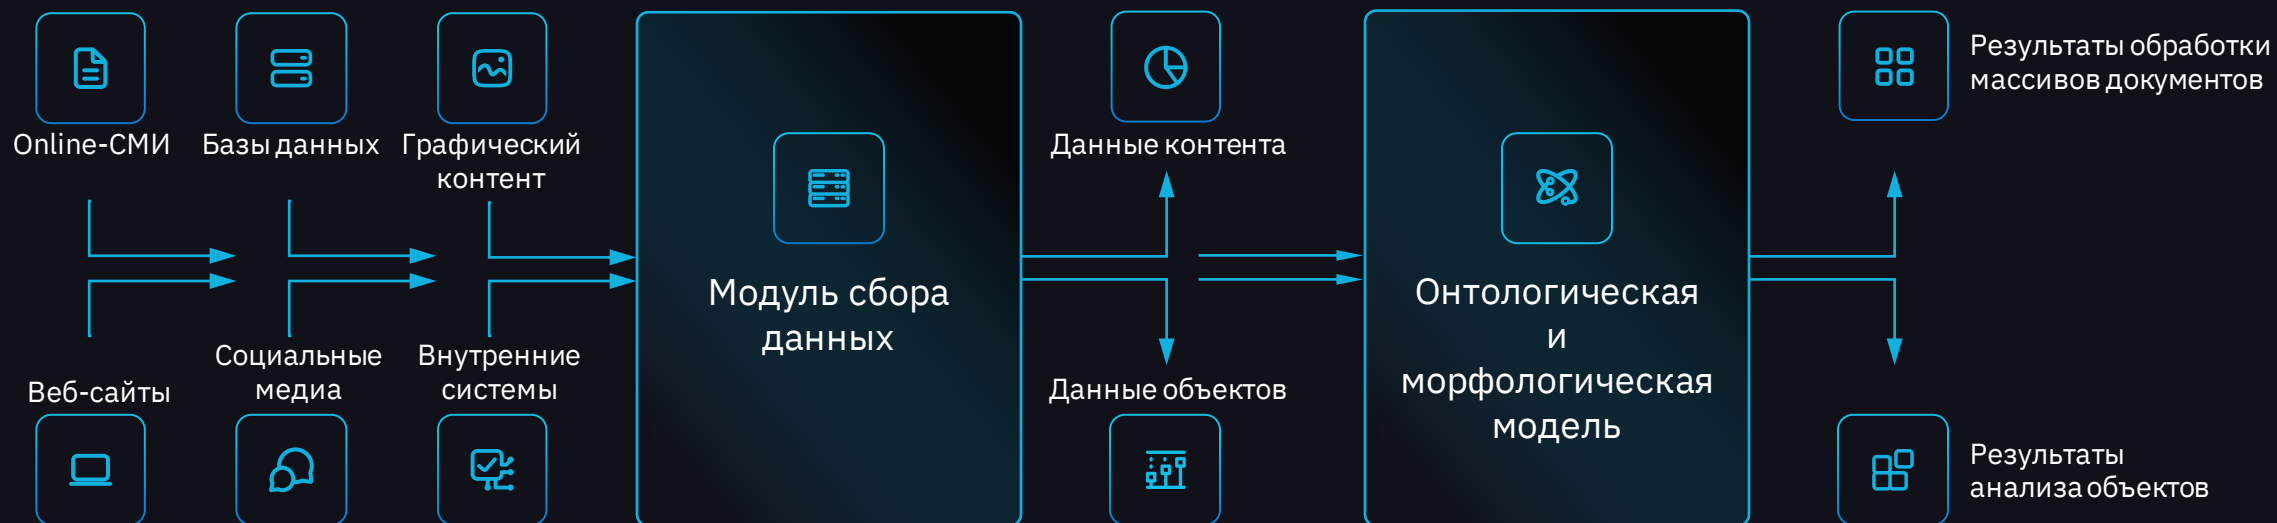 Online-СМИ
Базы данных
Графический
контент
Веб-сайты
Социальные
медиа
Внутренние
системы
Модуль сбора
данных
Данные контента
Данные объектов
Онтологическая
и
морфологическая
модель
Результаты обработки
массивов документов
Результаты
анализа объектов